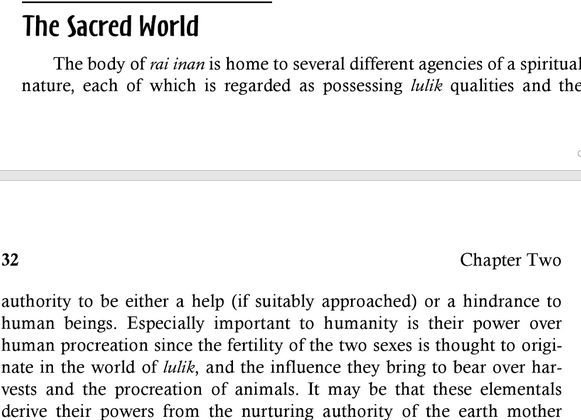 The Sacred World
The body of rai inan is home to several different agencies of a spiritual
nature, each of which is regarded as possessing lulik qualities and the
32 Chapter Two
authority to be either a help (if suitably approached) or a hindrance to
human beings. Especially important to humanity is their power over
human procreation since the fertility of the two sexes is thought to origi-
nate in the world of lulik, and the influence they bring to bear over har-
vests and the procreation of animals. It may be that these elementals
derive their powers from the nurturing authority of the earth mother